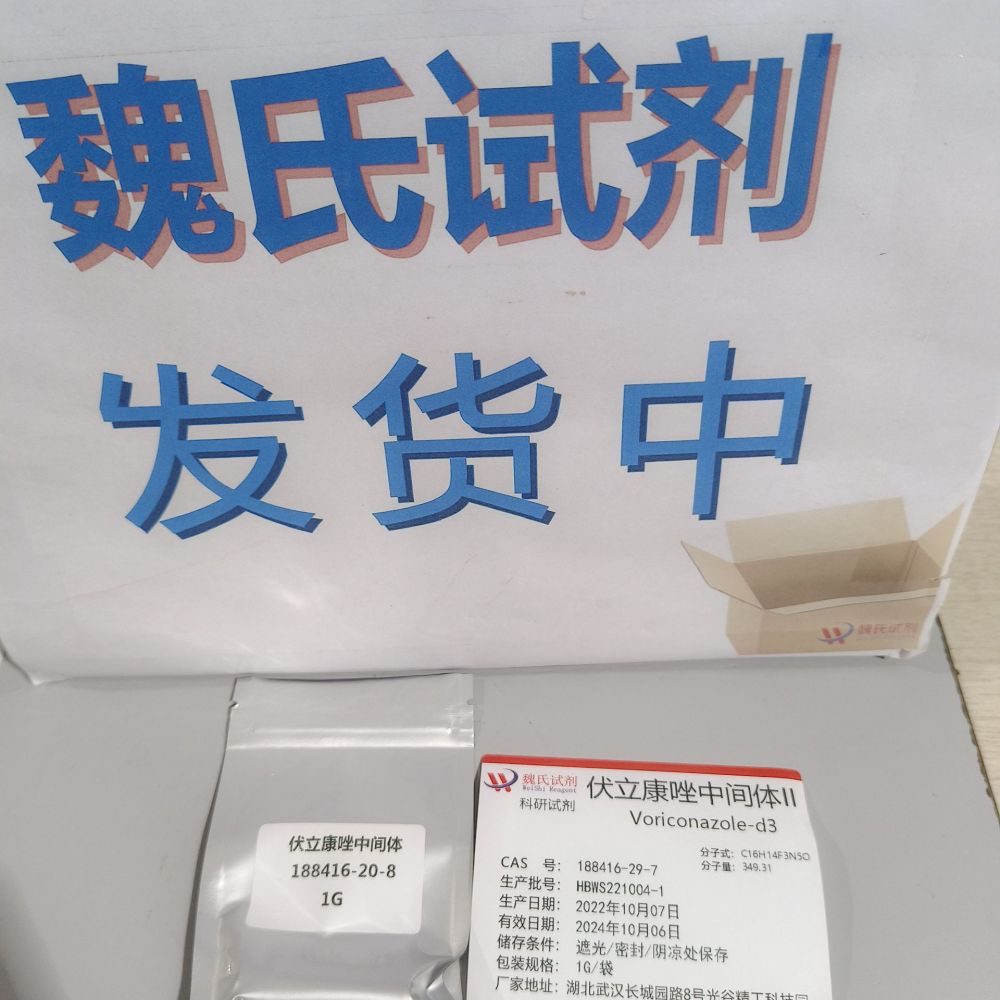 魏氏试剂
发货中
魏氏试剂
伏立康唑中间体
188416-20-8
1G
魏氏试剂
WeiShi Reagent
科研试剂
伏立康唑中间体II
Voriconazole-d3
分子式: C16H14F3N5O
分子量: 349.31
CAS 号: 188416-29-7
生产批号: HBWS221004-1
生产日期: 2022年10月07日
有效日期: 2024年10月06日
储存条件: 遮光/密封/阴凉处保存
包装规格: 1G/袋
厂家地址: 湖北武汉长城园路8号光谷精工科技园